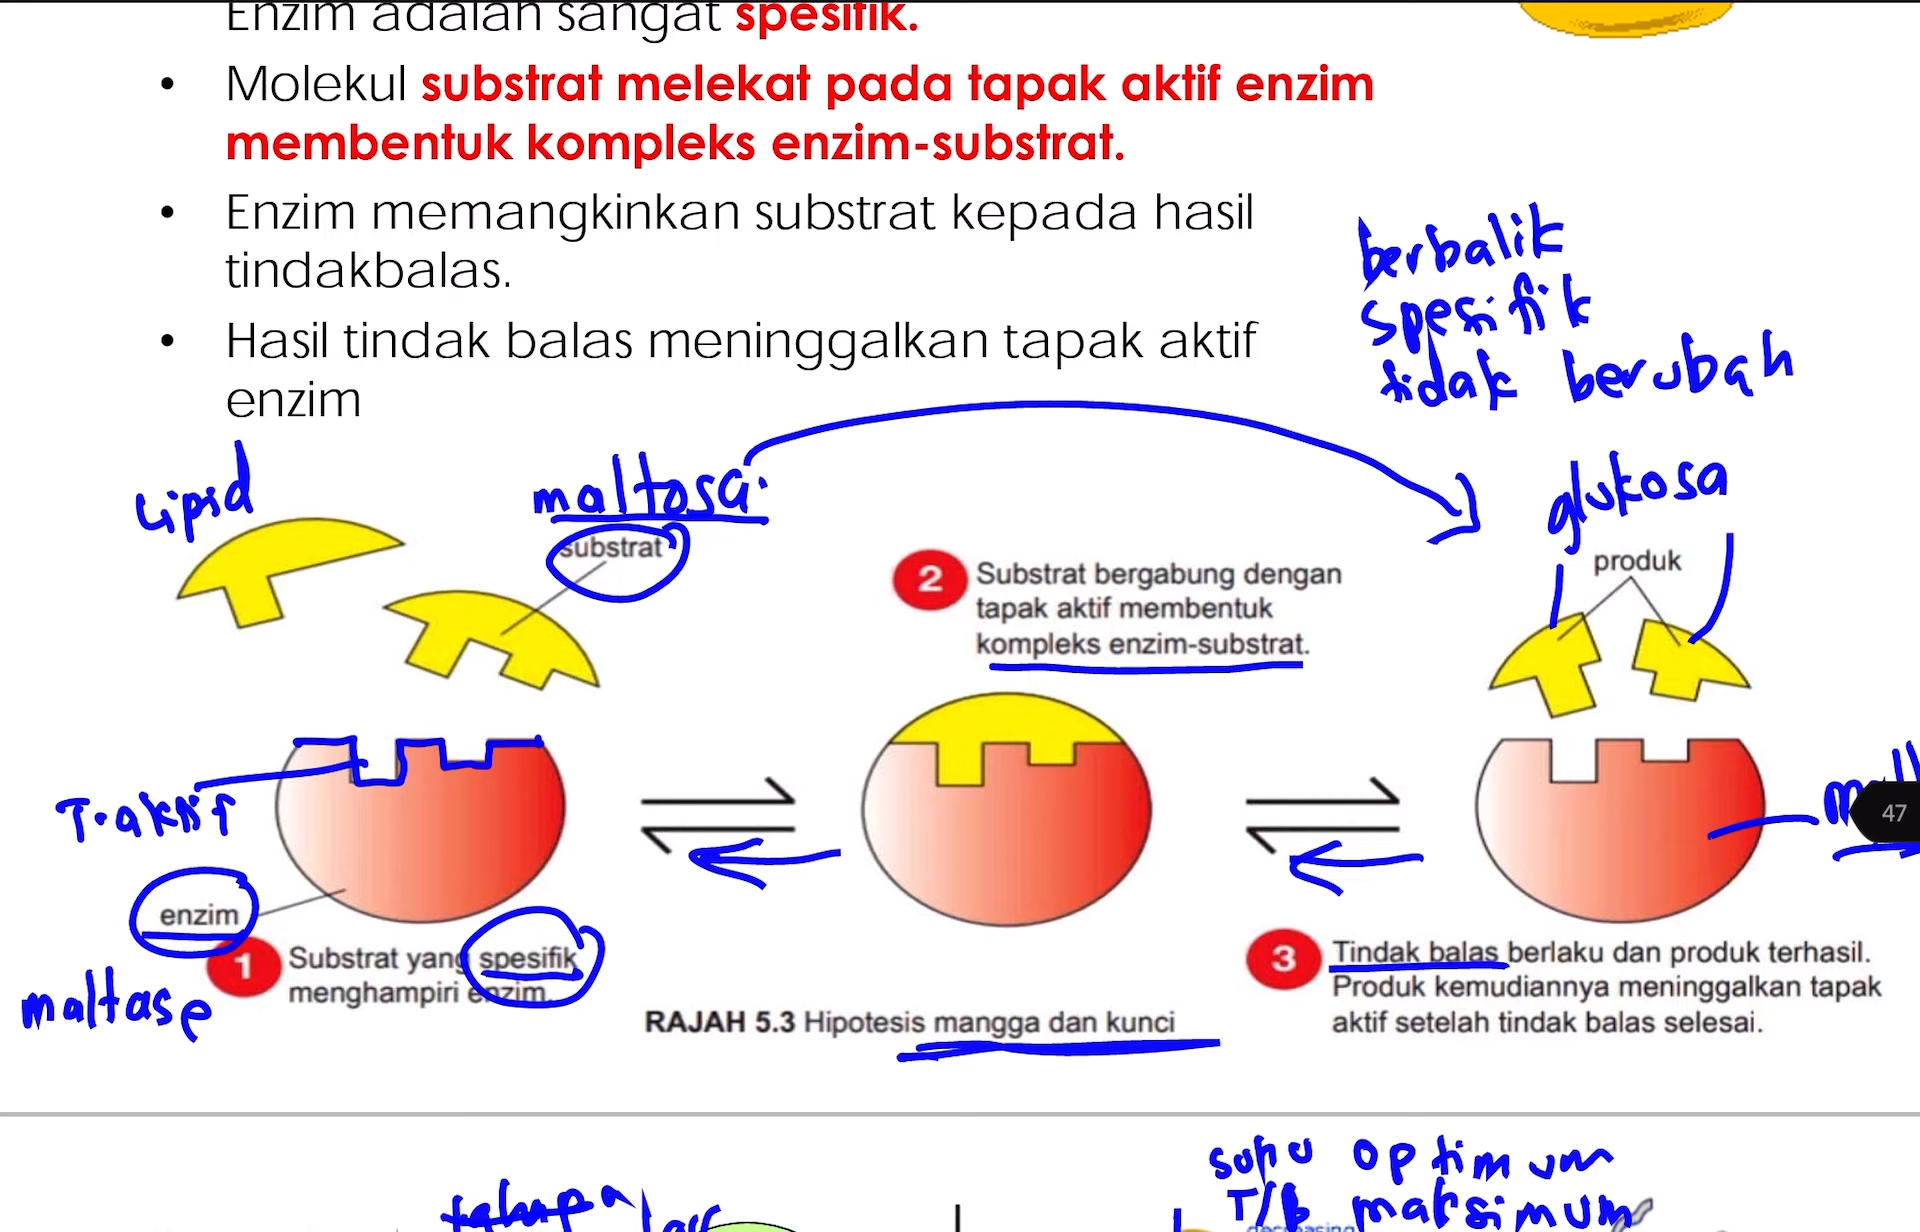 Enzim adalah sangat spesifik.
• Molekul substrat melekat pada tapak aktif enzim
membentuk kompleks enzim-substrat.
• Enzim memangkinkan substrat kepada hasil
tindakbalas.
• Hasil tindak balas meninggalkan tapak aktif
enzim
berbalik
spesifik
tidak berubah
Lipid
maltosa
glukosa
substrat
produk
2 Substrat bergabung dengan
tapak aktif membentuk
kompleks enzim-substrat.
T.aktif
47
enzim
1 Substrat yang spesifik
menghampiri enzim.
maltase
3 Tindak balas berlaku dan produk terhasil.
Produk kemudiannya meninggalkan tapak
aktif setelah tindak balas selesai.
RAJAH 5.3 Hipotesis mangga dan kunci
suhu optimum
T/B maksimum